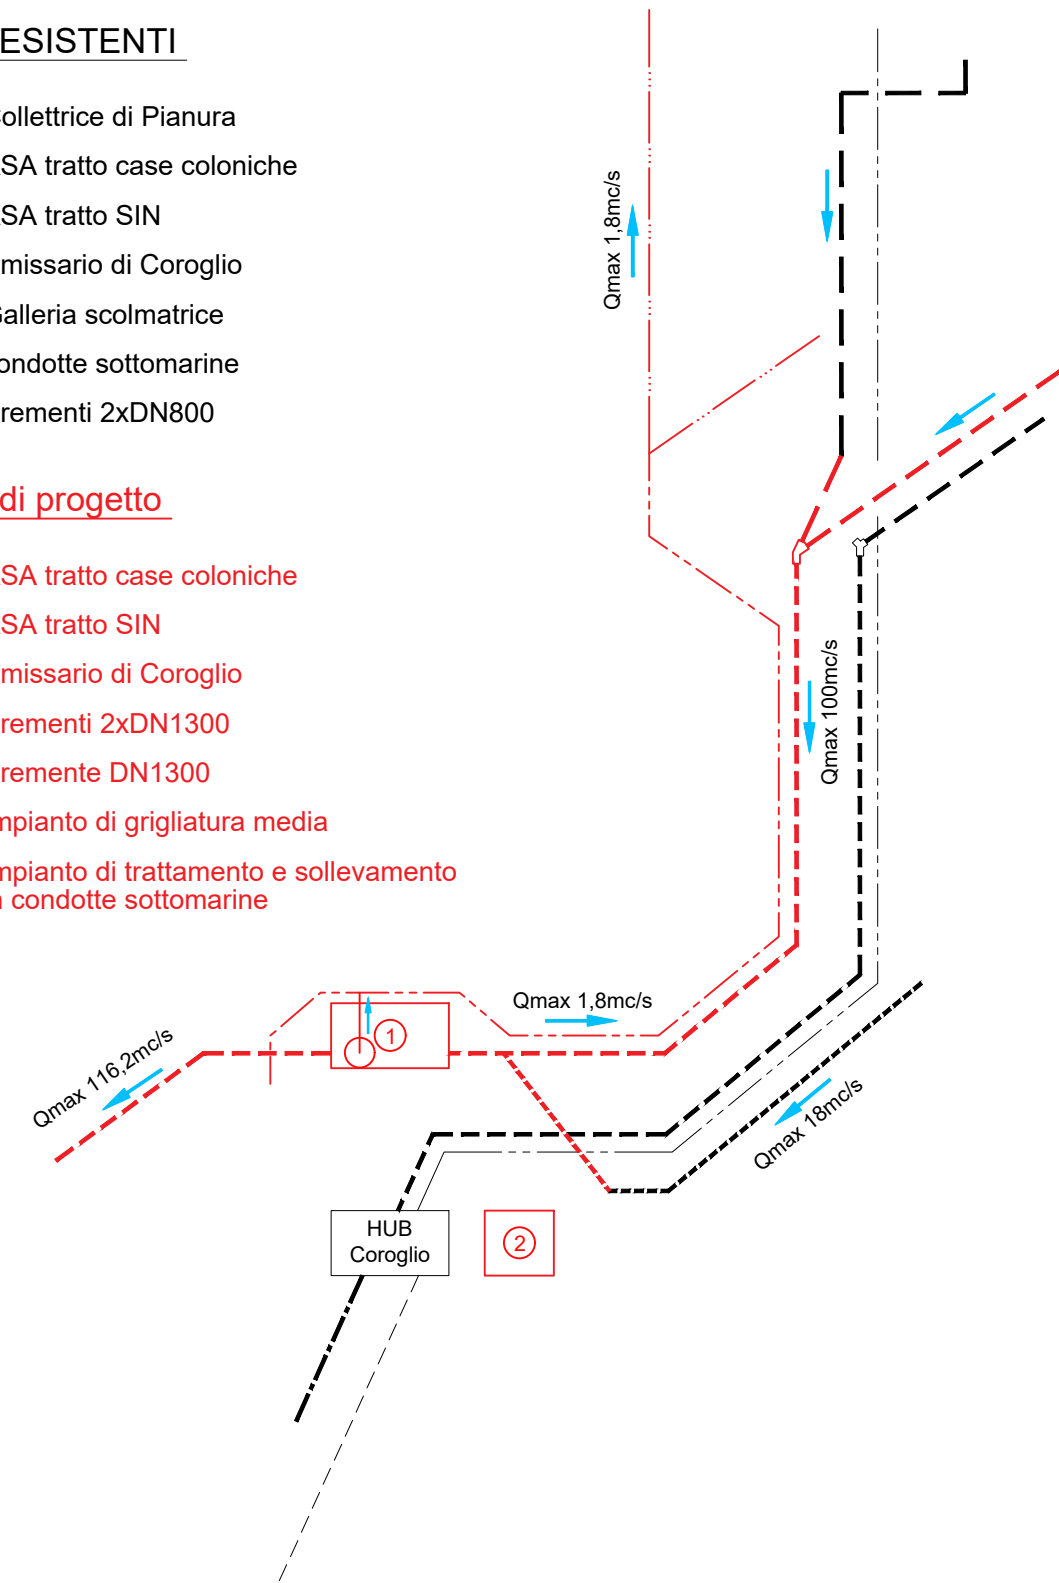 ESISTENTI
ollettrice di Pianura
SA tratto case coloniche
SA tratto SIN
missario di Coroglio
Galleria scolmatrice
ondotte sottomarine
rementi 2xDN800
di progetto
SA tratto case coloniche
SA tratto SIN
missario di Coroglio
rementi 2xDN1300
remente DN1300
mpianto di grigliatura media
mpianto di trattamento e sollevamento
condotte sottomarine
Qmax 1,8mc/s
Qmax 100mc/s
Qmax 1,8mc/s
1
Qmax 116,2mc/s
Qmax 18mc/s
HUB
Coroglio
2